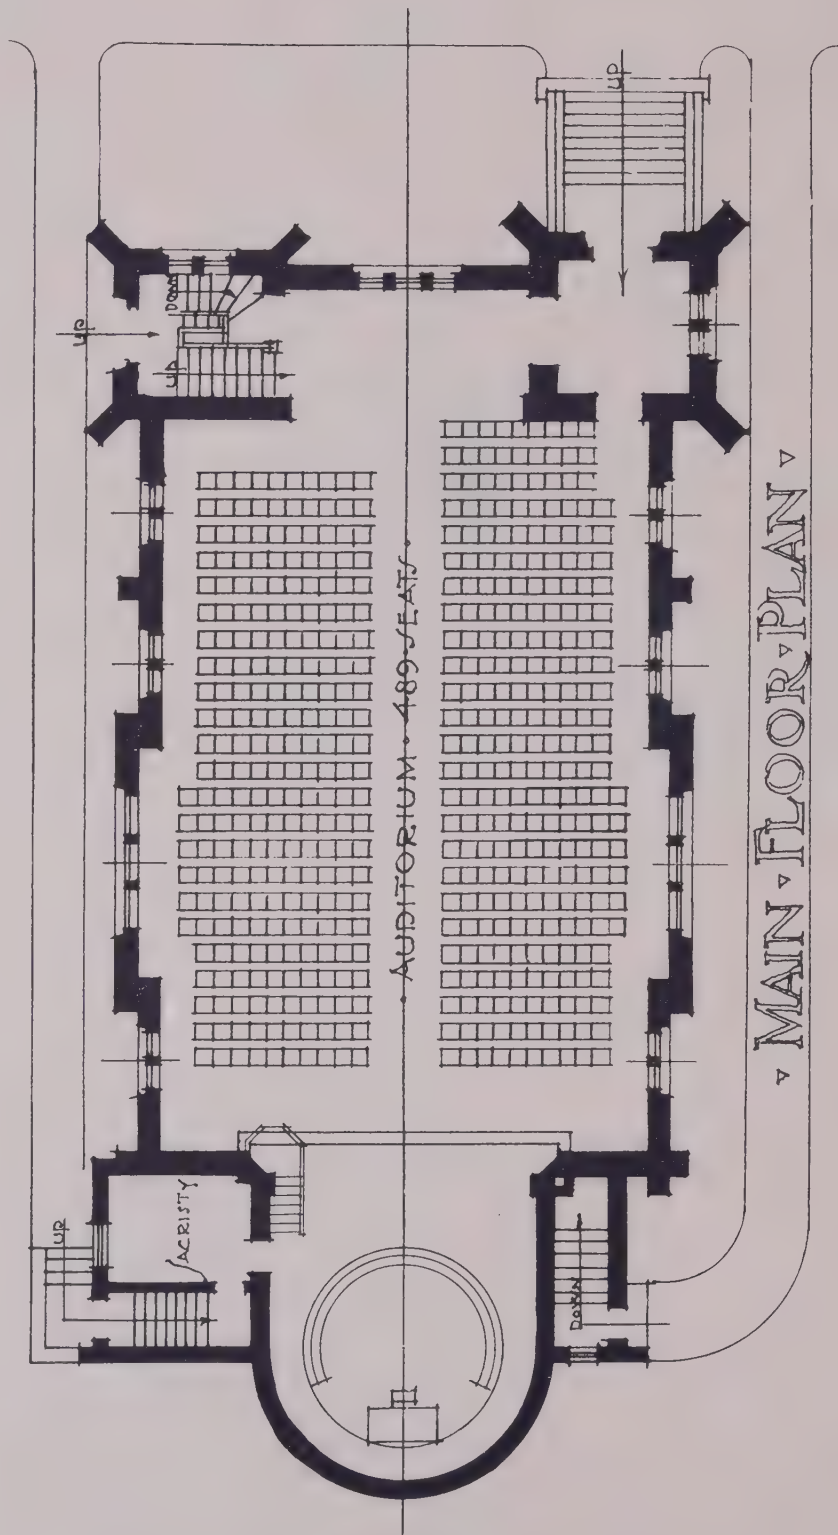 UP
UP
DOWN
UP
AUDITORIUM · 489 · SEATS ·
MAIN · FLOOR · PLAN
UP
SACRISTY
DOWN